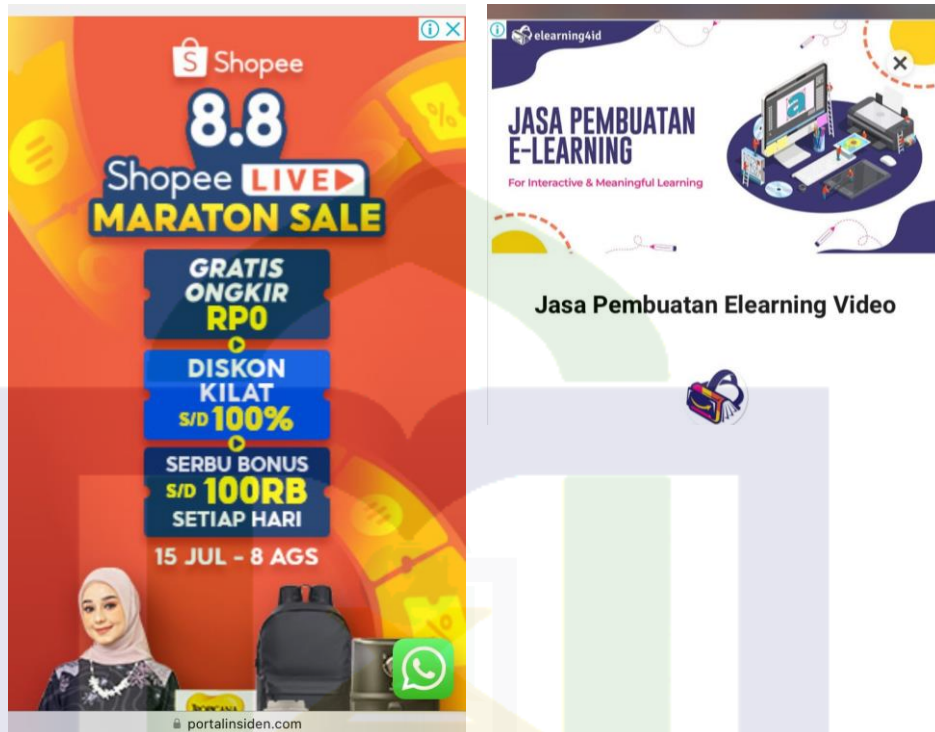 S Shopee
8.8
Shopee LIVE
MARATON SALE
GRATIS
ONGKIR
RP0
DISKON
KILAT
S/D 100%
SERBU BONUS
S/D 100RB
SETIAP HARI
15 JUL - 8 AGS
TROPICANA
portalinsiden.com
elearning4id
JASA PEMBUATAN
E-LEARNING
For Interactive & Meaningful Learning
Jasa Pembuatan Elearning Video